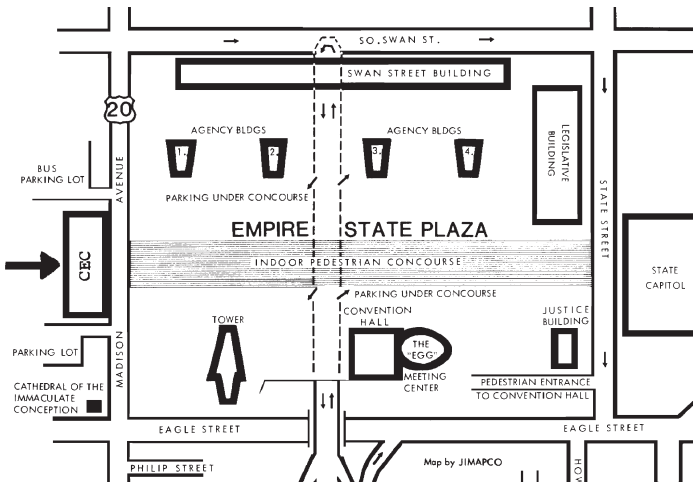 SO. SWAN ST.
SWAN STREET BUILDING
20
AGENCY BLDGS
AGENCY BLDGS
1.
2.
3.
4.
LEGISLATIVE
BUILDING
BUS
PARKING LOT
AVENUE
PARKING UNDER CONCOURSE
STATE STREET
EMPIRE STATE PLAZA
CEC
INDOOR PEDESTRIAN CONCOURSE
STATE
CAPITOL
PARKING UNDER CONCOURSE
TOWER
CONVENTION
HALL
JUSTICE
BUILDING
THE
"EGG"
MEETING
CENTER
PARKING LOT
MADISON
CATHEDRAL OF THE
IMMACULATE
CONCEPTION
PEDESTRIAN ENTRANCE
TO CONVENTION HALL
EAGLE STREET
EAGLE STREET
PHILIP STREET
Map by JIMAPCO
HOW